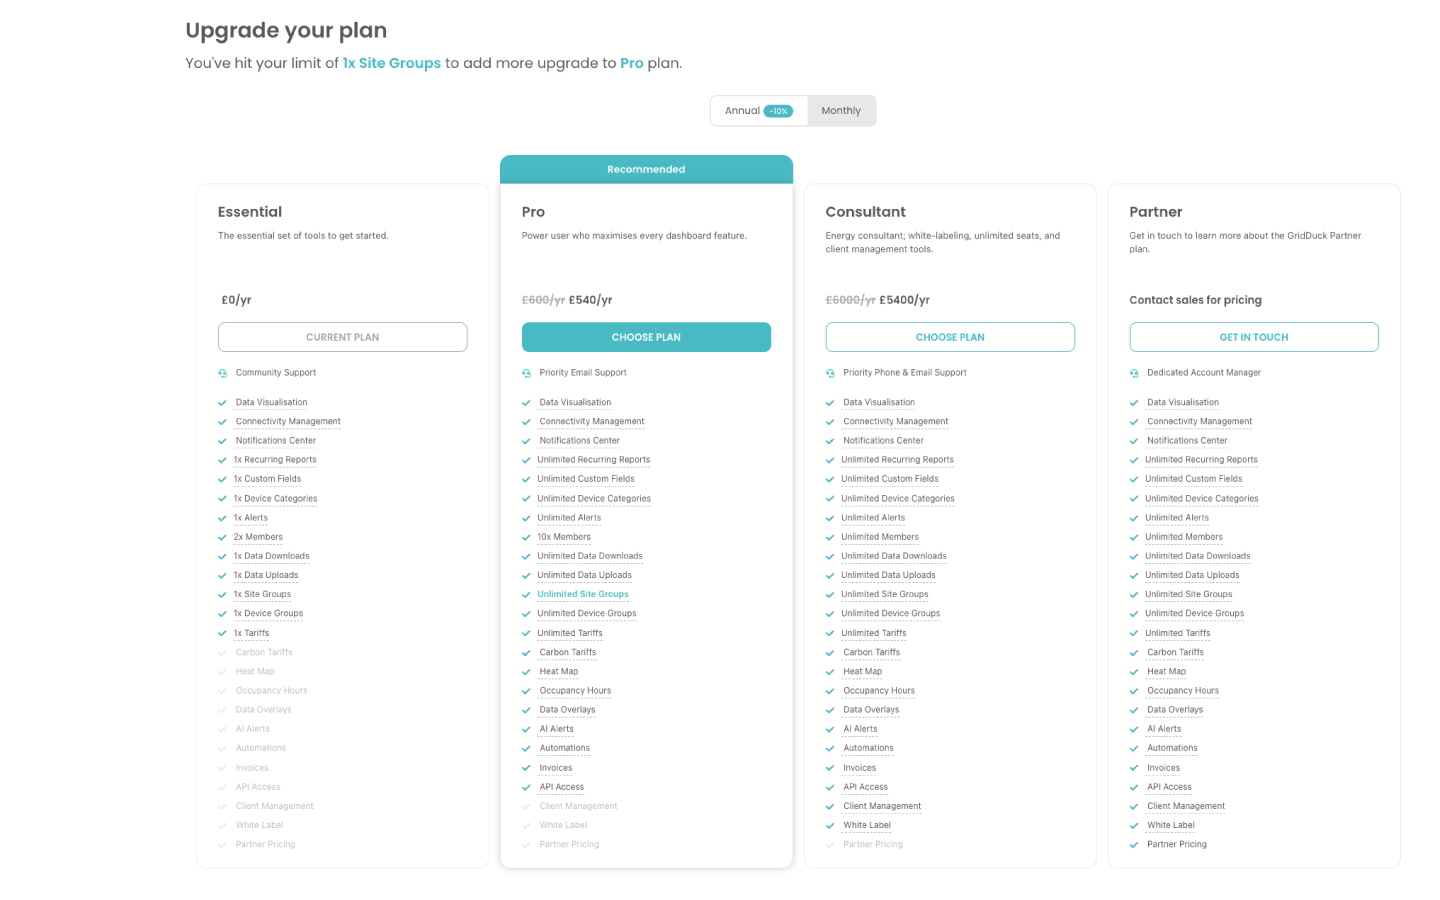 Upgrade your plan
You've hit your limit of 1x Site Groups to add more upgrade to Pro plan.
Annual -10% Monthly
Recommended
Essential
The essential set of tools to get started.
£0/yr
CURRENT PLAN
Community Support
Data Visualisation
Connectivity Management
Notifications Center
1x Recurring Reports
1x Custom Fields
1x Device Categories
1x Alerts
2x Members
1x Data Downloads
1x Data Uploads
1x Site Groups
1x Device Groups
1x Tariffs
Carbon Tariffs
Heat Map
Occupancy Hours
Data Overlays
AI Alerts
Automations
Invoices
API Access
Client Management
White Label
Partner Pricing
Pro
Power user who maximises every dashboard feature.
£600/yr £540/yr
CHOOSE PLAN
Priority Email Support
Data Visualisation
Connectivity Management
Notifications Center
Unlimited Recurring Reports
Unlimited Custom Fields
Unlimited Device Categories
Unlimited Alerts
10x Members
Unlimited Data Downloads
Unlimited Data Uploads
Unlimited Site Groups
Unlimited Device Groups
Unlimited Tariffs
Carbon Tariffs
Heat Map
Occupancy Hours
Data Overlays
AI Alerts
Automations
Invoices
API Access
Client Management
White Label
Partner Pricing
Consultant
Energy consultant; white-labeling, unlimited seats, and
client management tools.
£6000/yr £5400/yr
CHOOSE PLAN
Priority Phone & Email Support
Data Visualisation
Connectivity Management
Notifications Center
Unlimited Recurring Reports
Unlimited Custom Fields
Unlimited Device Categories
Unlimited Alerts
Unlimited Members
Unlimited Data Downloads
Unlimited Data Uploads
Unlimited Site Groups
Unlimited Device Groups
Unlimited Tariffs
Carbon Tariffs
Heat Map
Occupancy Hours
Data Overlays
AI Alerts
Automations
Invoices
API Access
Client Management
White Label
Partner Pricing
Partner
Get in touch to learn more about the GridDuck Partner
plan.
Contact sales for pricing
GET IN TOUCH
Dedicated Account Manager
Data Visualisation
Connectivity Management
Notifications Center
Unlimited Recurring Reports
Unlimited Custom Fields
Unlimited Device Categories
Unlimited Alerts
Unlimited Members
Unlimited Data Downloads
Unlimited Data Uploads
Unlimited Site Groups
Unlimited Device Groups
Unlimited Tariffs
Carbon Tariffs
Heat Map
Occupancy Hours
Data Overlays
AI Alerts
Automations
Invoices
API Access
Client Management
White Label
Partner Pricing